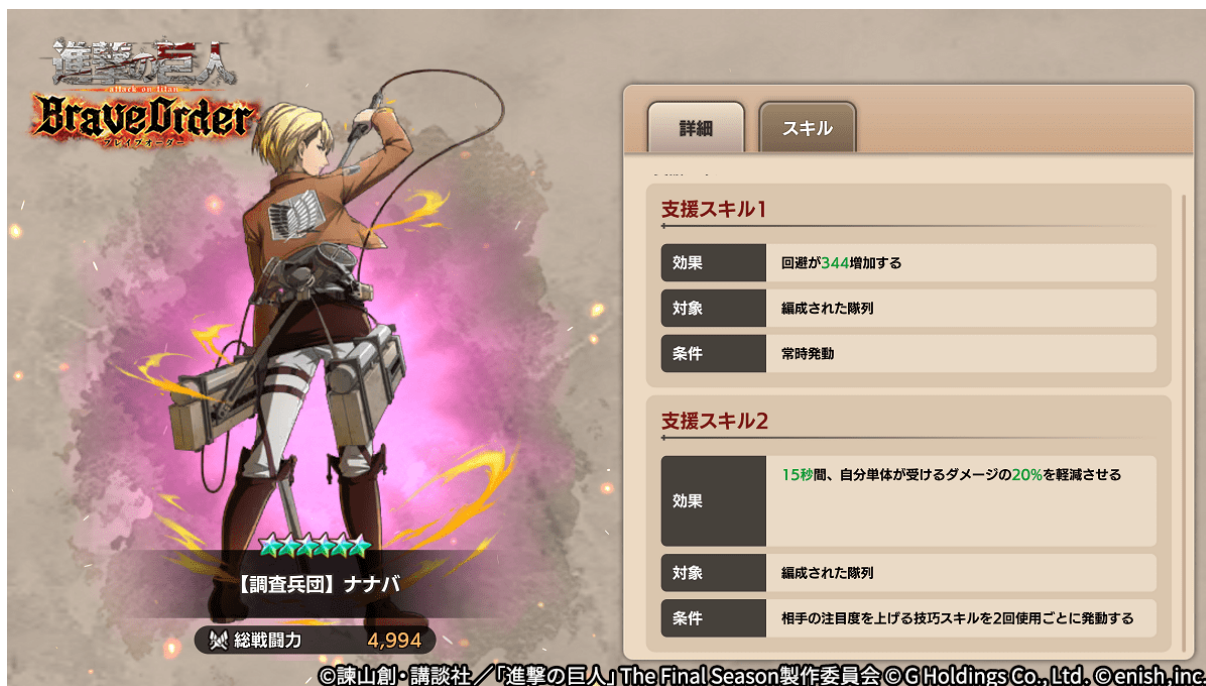 進撃の巨人
attack on titan
BraveOrder
ブレイブオーダー
詳細
スキル
支援スキル1
効果
回避が344増加する
対象
編成された隊列
条件
常時発動
支援スキル2
効果
15秒間、自分単体が受けるダメージの20%を軽減させる
対象
編成された隊列
条件
相手の注目度を上げる技巧スキルを2回使用ごとに発動する
【調査兵団】ナナバ
総戦闘力
4,994
©諫山創・講談社／「進撃の巨人」The Final Season製作委員会 © G Holdings Co., Ltd. © enish,inc.